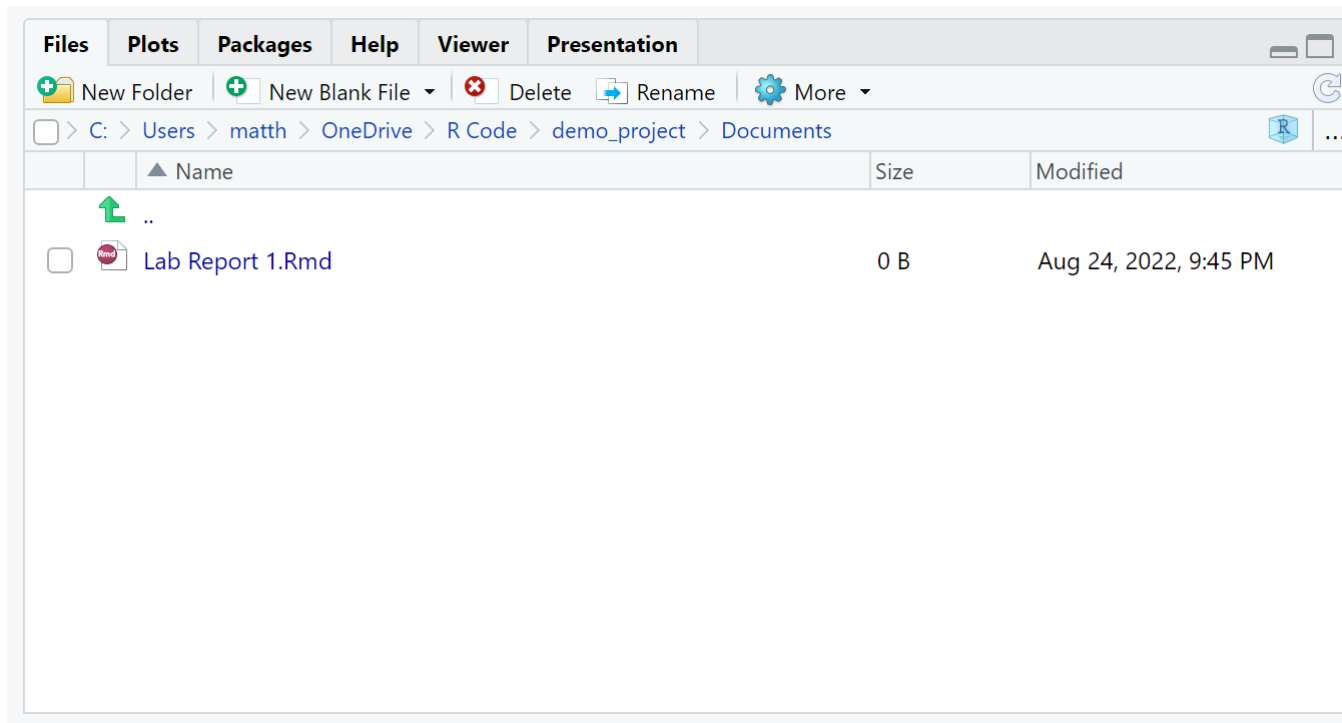 Files Plots Packages Help Viewer Presentation
New Folder New Blank File Delete Rename More
C: > Users > matth > OneDrive > R Code > demo_project > Documents R ...
Name Size Modified
..
Rmd Lab Report 1.Rmd 0 B Aug 24, 2022, 9:45 PM